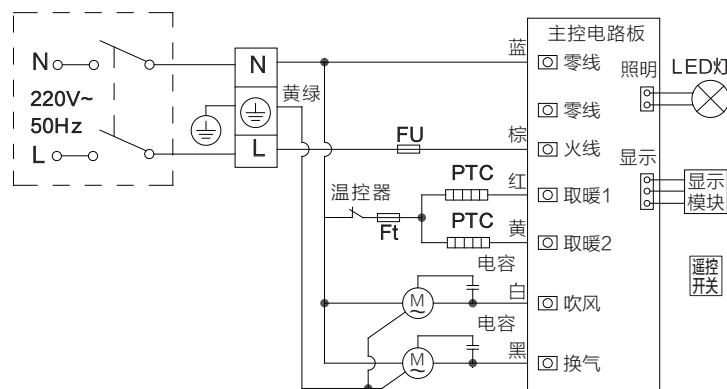 主控电路板
N
220V~
50Hz
L
N
黄绿
L
蓝
零线
零线
FU
棕
火线
照明
LED灯
显示
显示
模块
遥控
开关
温控器
Ft
PTC
红
取暖1
PTC
黄
取暖2
电容
M
~
白
吹风
电容
M
~
黑
换气